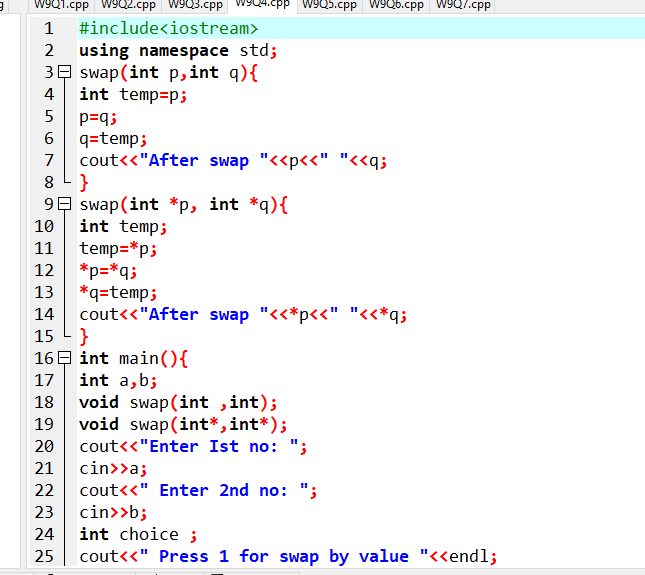 W9Q1.cpp W9Q2.cpp W9Q3.cpp W9Q4.cpp W9Q5.cpp W9Q6.cpp W9Q7.cpp
1 #include<iostream>
2 using namespace std;
3 swap(int p,int q){
4 int temp=p;
5 p=q;
6 q=temp;
7 cout<<"After swap "<<p<<" "<<q;
8 }
9 swap(int *p, int *q){
10 int temp;
11 temp=*p;
12 *p=*q;
13 *q=temp;
14 cout<<"After swap "<<*p<<" "<<*q;
15 }
16 int main(){
17 int a,b;
18 void swap(int ,int);
19 void swap(int*,int*);
20 cout<<"Enter Ist no: ";
21 cin>>a;
22 cout<<" Enter 2nd no: ";
23 cin>>b;
24 int choice ;
25 cout<<" Press 1 for swap by value "<<endl;